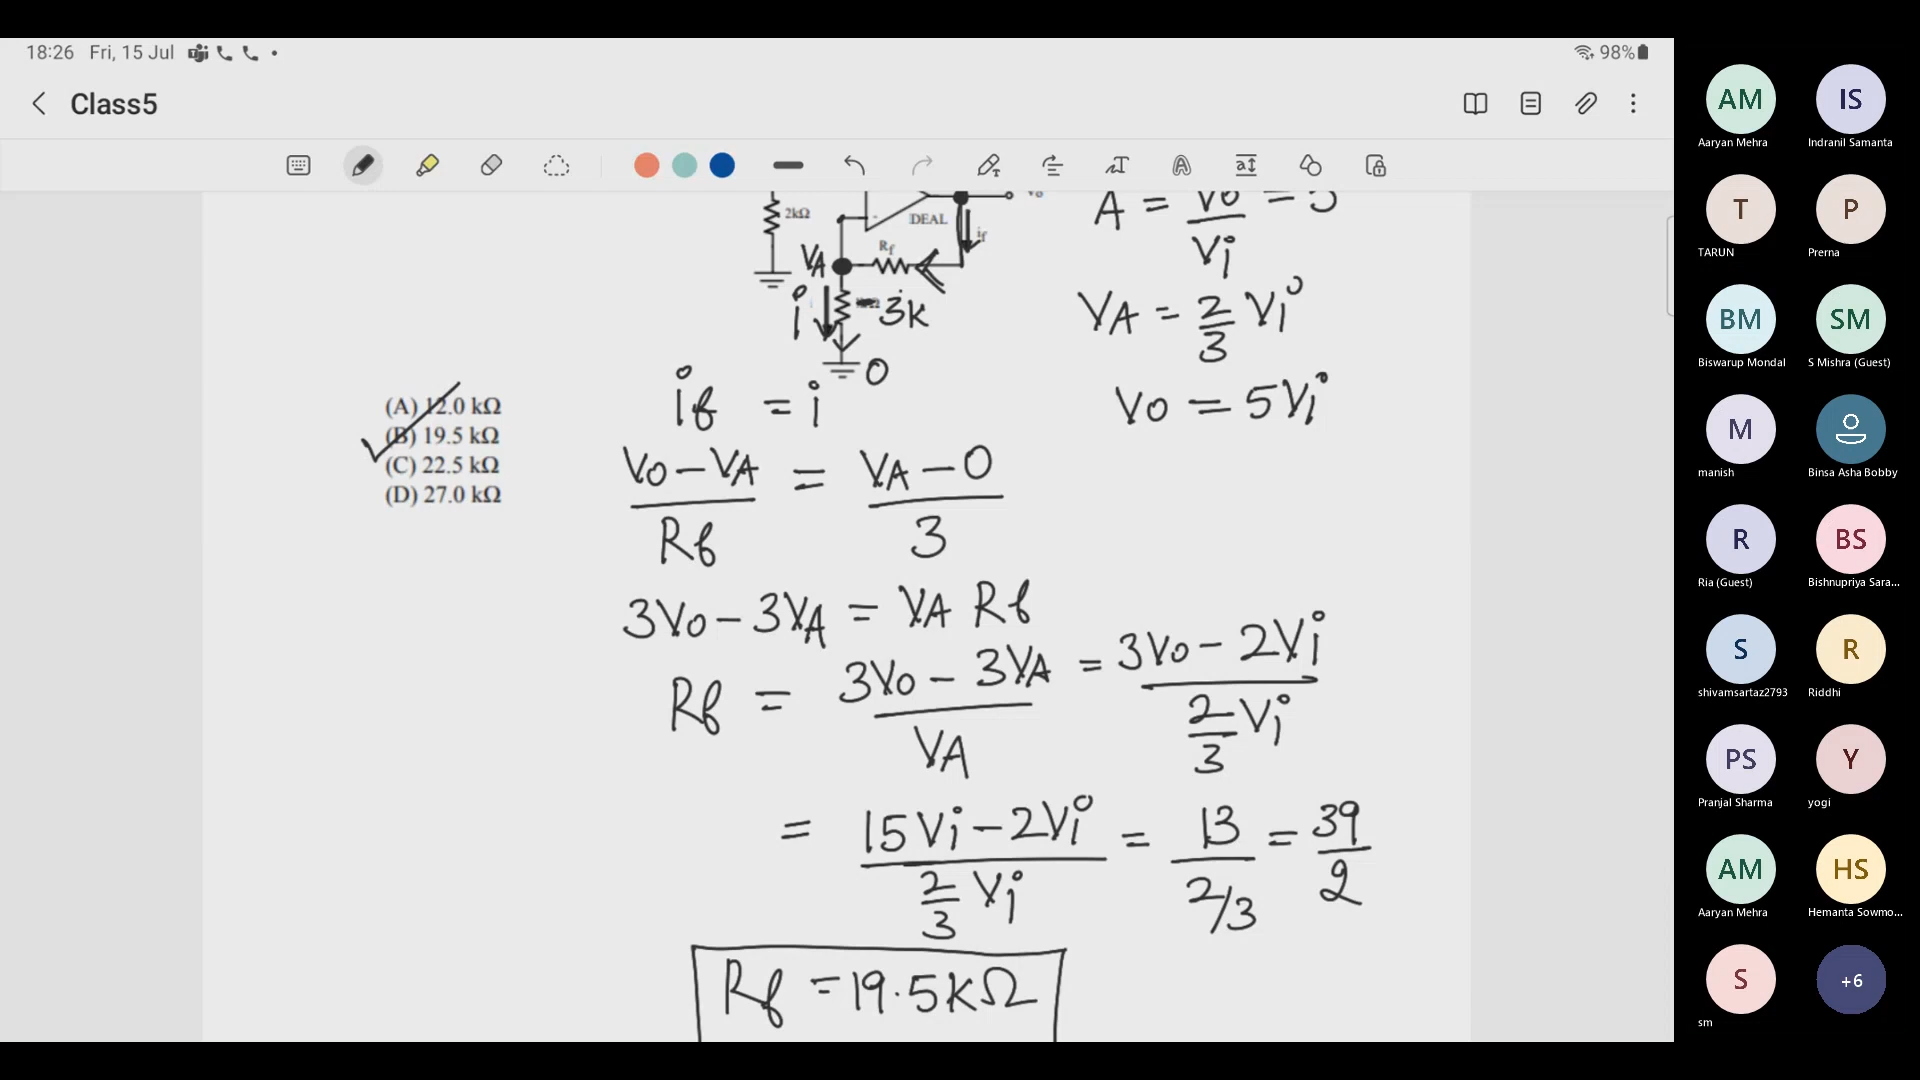 18:26 Fri, 15 Jul
98%
Class5
2kΩ
IDEAL
if
Rf
VA
i
3k
0
A = Vo/Vi = 5
VA = 2/3 Vi
Vo = 5Vi
(A) 12.0 kΩ
(B) 19.5 kΩ
(C) 22.5 kΩ
(D) 27.0 kΩ
if = i
(Vo – VA)/Rf = (VA – 0)/3
3Vo – 3VA = VA Rf
Rf = (3Vo – 3VA)/VA = (3Vo – 2Vi)/(2/3 Vi)
= (15Vi – 2Vi)/(2/3 Vi) = 13/(2/3) = 39/2
Rf = 19.5kΩ
AM IS
Aaryan Mehra Indranil Samanta
T P
TARUN Prerna
BM SM
Biswarup Mondal S Mishra (Guest)
M
manish Binsa Asha Bobby
R BS
Ria (Guest) Bishnupriya Sara...
S R
shivamsartaz2793 Riddhi
PS Y
Pranjal Sharma yogi
AM HS
Aaryan Mehra Hemanta Sowmo...
S +6
sm